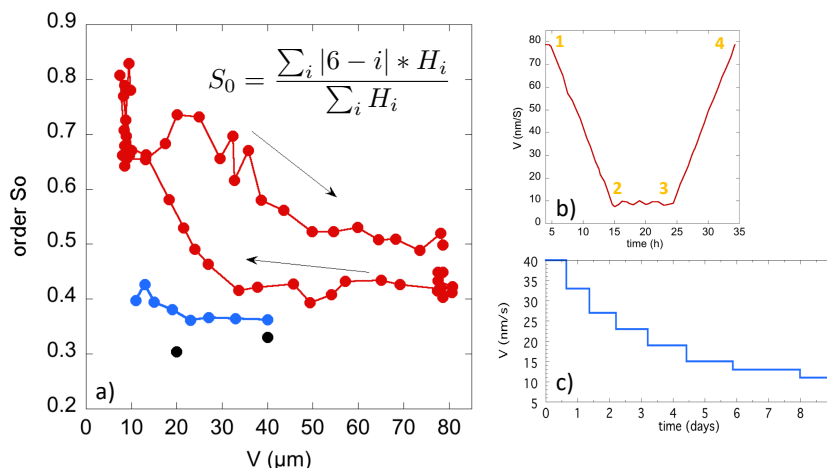 0.9
0.8
0.7
0.6
0.5
0.4
0.3
0.2
order So
S₀ = ∑ᵢ |6 − i| * Hᵢ / ∑ᵢ Hᵢ
a)
0 10 20 30 40 50 60 70 80
V (µm)
80
70
60
50
40
30
20
10
0
V (nm/S)
1
4
2
3
b)
5 10 15 20 25 30 35
time (h)
40
35
30
25
20
15
10
5
V (nm/s)
c)
0 1 2 3 4 5 6 7 8
time (days)